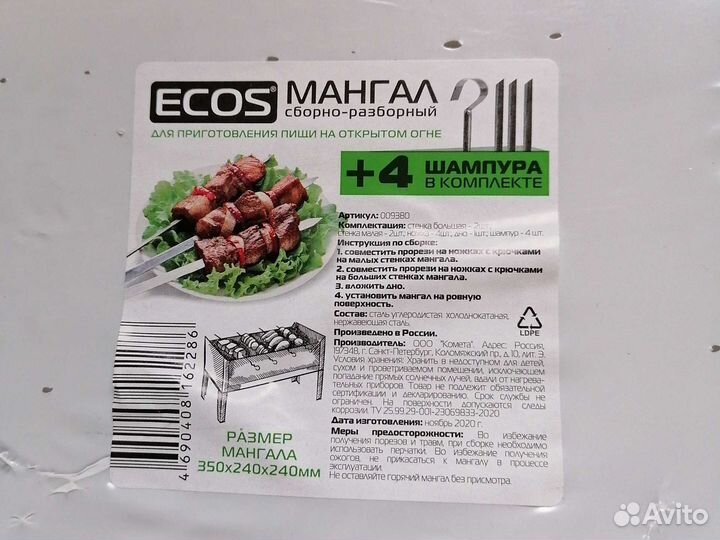 ECOS®
МАНГАЛ
сборно-разборный
ДЛЯ ПРИГОТОВЛЕНИЯ ПИЩИ НА ОТКРЫТОМ ОГНЕ
+4 ШАМПУРА
В КОМПЛЕКТЕ
Артикул: 009380
Комплектация: стенка большая - 2шт,
стенка малая - 2шт, ножка - 4шт, дно - 1шт, шампур - 4 шт.
Инструкция по сборке:
1. совместить прорези на ножках с крючками
на малых стенках мангала.
2. совместить прорези на ножках с крючками
на больших стенках мангала.
3. вложить дно.
4. установить мангал на ровную
поверхность.
Состав: сталь углеродистая холоднокатаная,
нержавеющая сталь.
Произведено в России.
Производитель: ООО "Комета". Адрес: Россия,
197348, г. Санкт-Петербург, Коломяжский пр., д. 10, лит. Э.
Условия хранения: Хранить в недоступном для детей,
сухом и проветриваемом помещении, исключающем
попадание прямых солнечных лучей, вдали от нагрева-
тельных приборов. Товар не подлежит обязательной
сертификации и декларированию. Срок службы не
ограничен. На поверхности допускаются следы
коррозии. ТУ 25.99.29-001-23069833-2020
Дата изготовления: ноябрь 2020 г.
Меры предосторожности: Во избежание
получения порезов и травм, при сборке необходимо
использовать перчатки. Во избежание получения
ожогов, не прикасаться к мангалу в процессе
эксплуатации.
Не оставляйте горячий мангал без присмотра.
LDPE
4 690408 162286
РАЗМЕР
МАНГАЛА
350x240x240мм
Avito